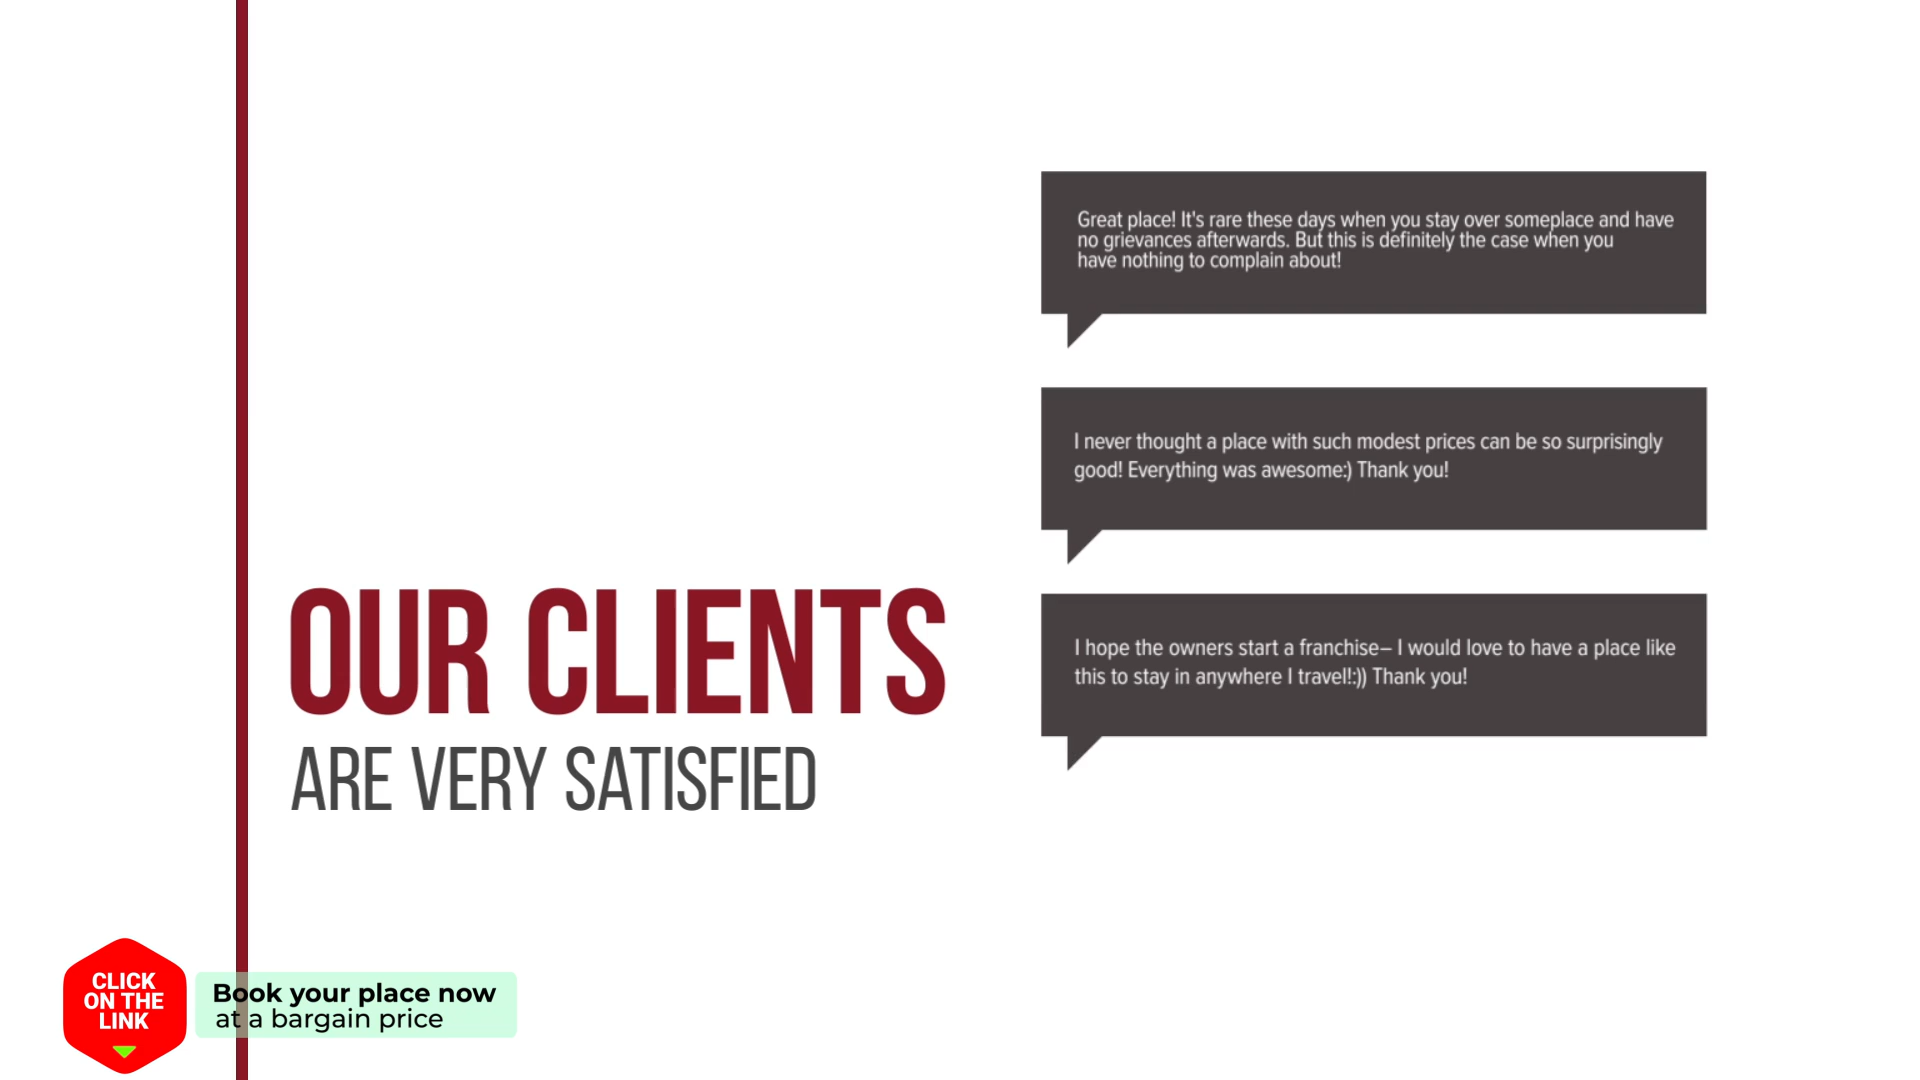 Great place! It's rare these days when you stay over someplace and have
no grievances afterwards. But this is definitely the case when you
have nothing to complain about!
I never thought a place with such modest prices can be so surprisingly
good! Everything was awesome:) Thank you!
I hope the owners start a franchise– I would love to have a place like
this to stay in anywhere I travel!:)) Thank you!
OUR CLIENTS
ARE VERY SATISFIED
CLICK
ON THE
LINK
Book your place now
at a bargain price